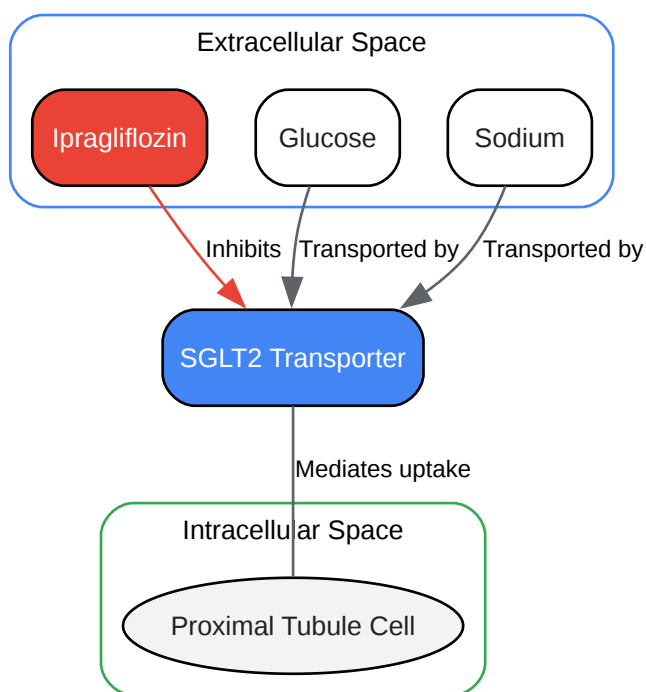 Extracellular Space
Ipragliflozin
Glucose
Sodium
Inhibits
Transported by
Transported by
SGLT2 Transporter
Mediates uptake
Intracellular Space
Proximal Tubule Cell